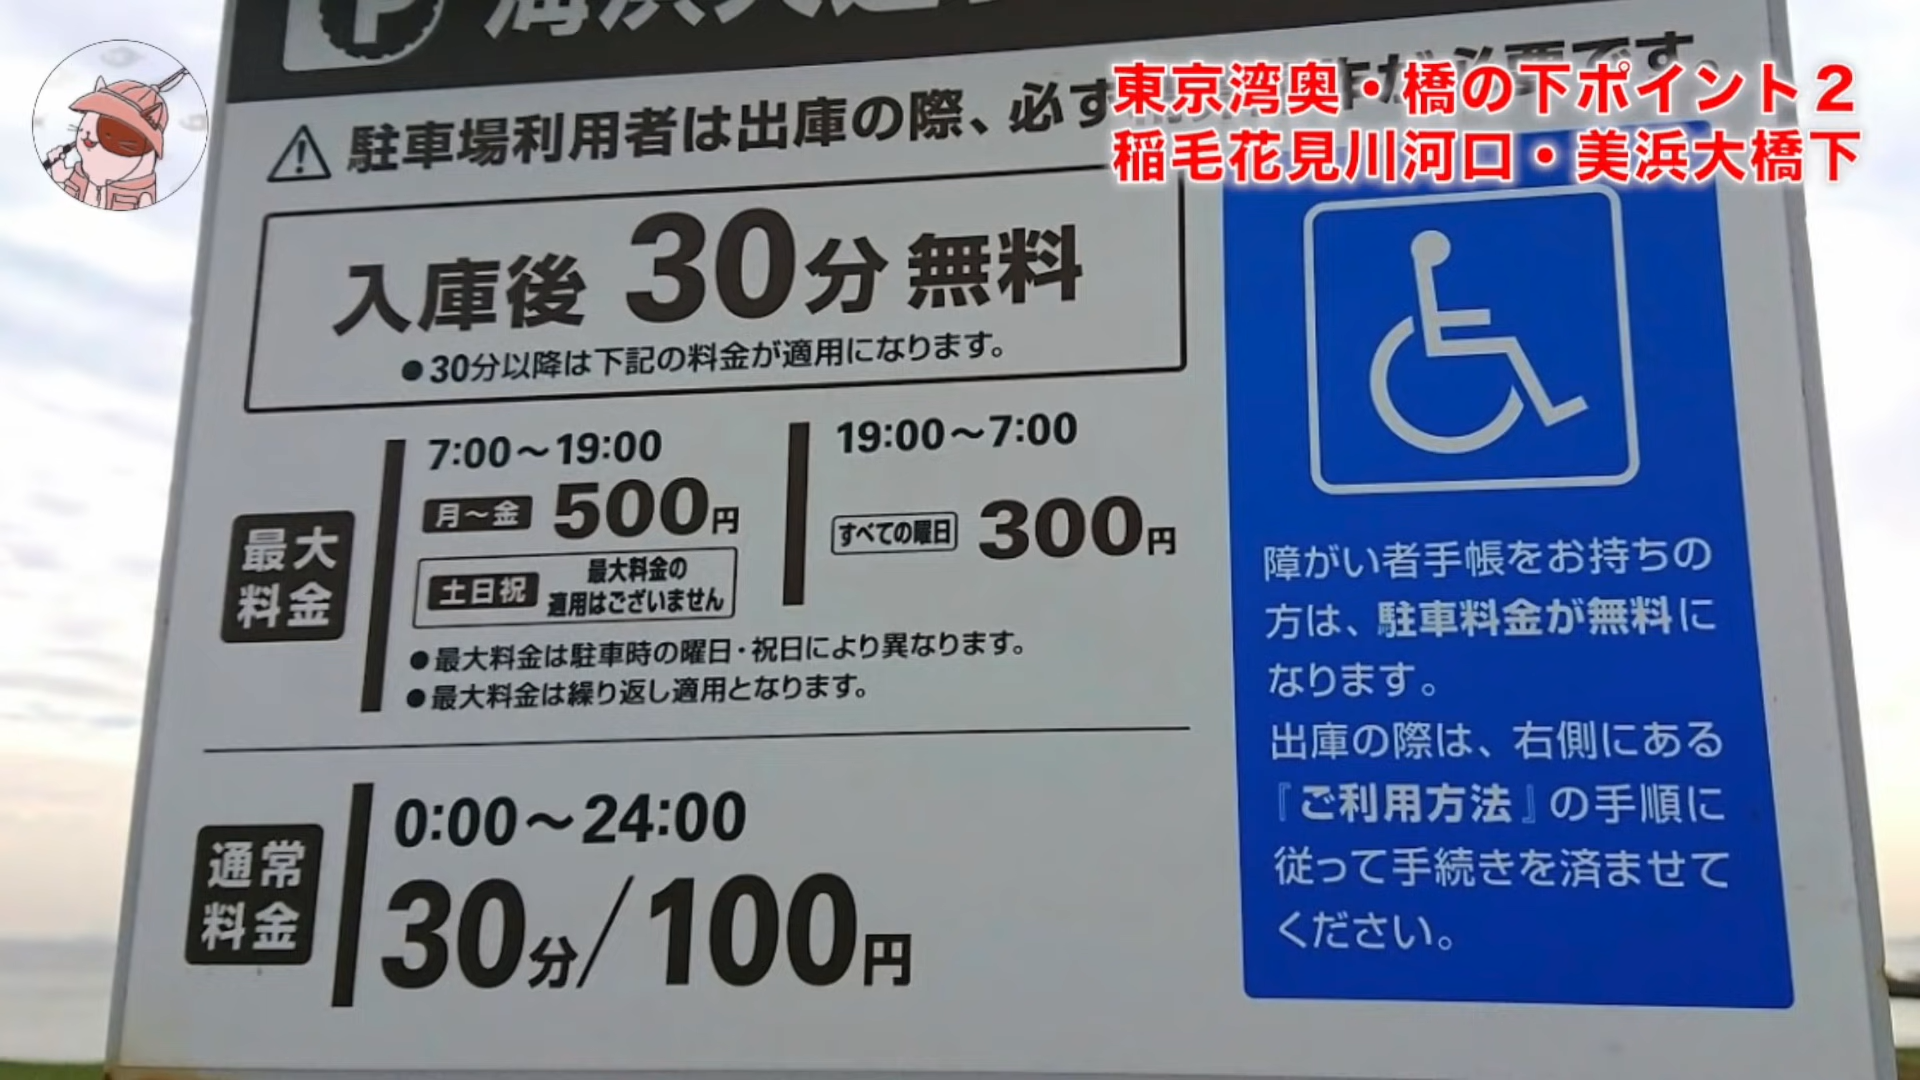 P
東京湾奥・橋の下ポイント2
稲毛花見川河口・美浜大橋下
駐車場利用者は出庫の際、必ず
が必要です。
入庫後 30分 無料
●30分以降は下記の料金が適用になります。
最大料金
7:00～19:00
月～金 500円
土日祝 最大料金の適用はございません
19:00～7:00
すべての曜日 300円
●最大料金は駐車時の曜日・祝日により異なります。
●最大料金は繰り返し適用となります。
通常料金
0:00～24:00
30分/100円
障がい者手帳をお持ちの
方は、駐車料金が無料に
なります。
出庫の際は、右側にある
『ご利用方法』の手順に
従って手続きを済ませて
ください。